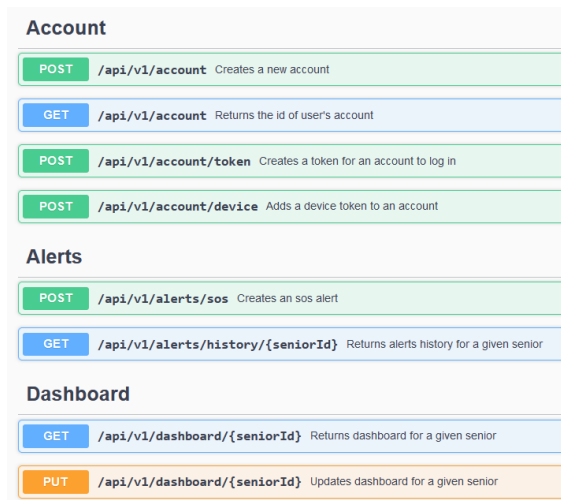 Account
POST /api/v1/account Creates a new account
GET /api/v1/account Returns the id of user's account
POST /api/v1/account/token Creates a token for an account to log in
POST /api/v1/account/device Adds a device token to an account
Alerts
POST /api/v1/alerts/sos Creates an sos alert
GET /api/v1/alerts/history/{seniorId} Returns alerts history for a given senior
Dashboard
GET /api/v1/dashboard/{seniorId} Returns dashboard for a given senior
PUT /api/v1/dashboard/{seniorId} Updates dashboard for a given senior